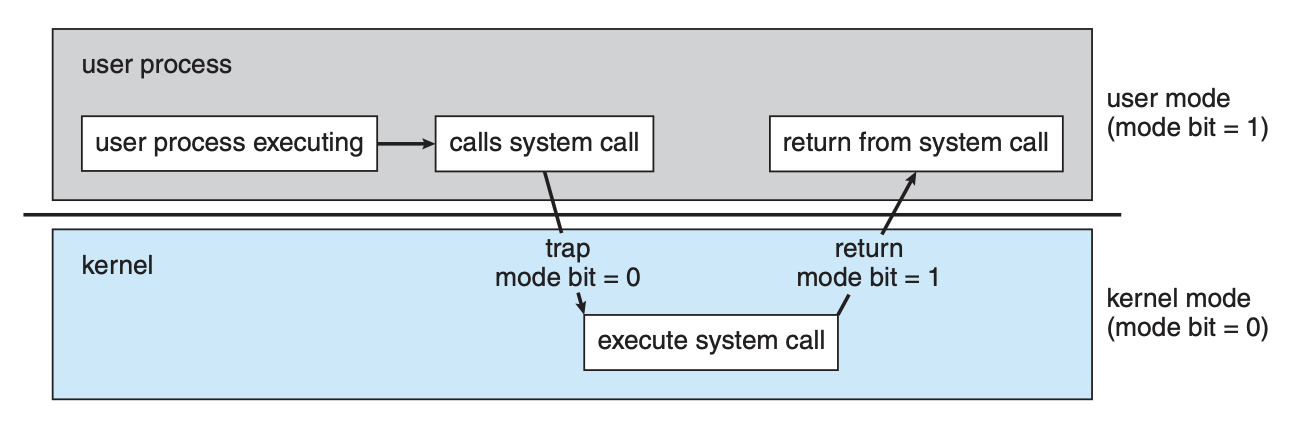 user process
user process executing
calls system call
return from system call
user mode
(mode bit = 1)
kernel
trap
mode bit = 0
return
mode bit = 1
execute system call
kernel mode
(mode bit = 0)